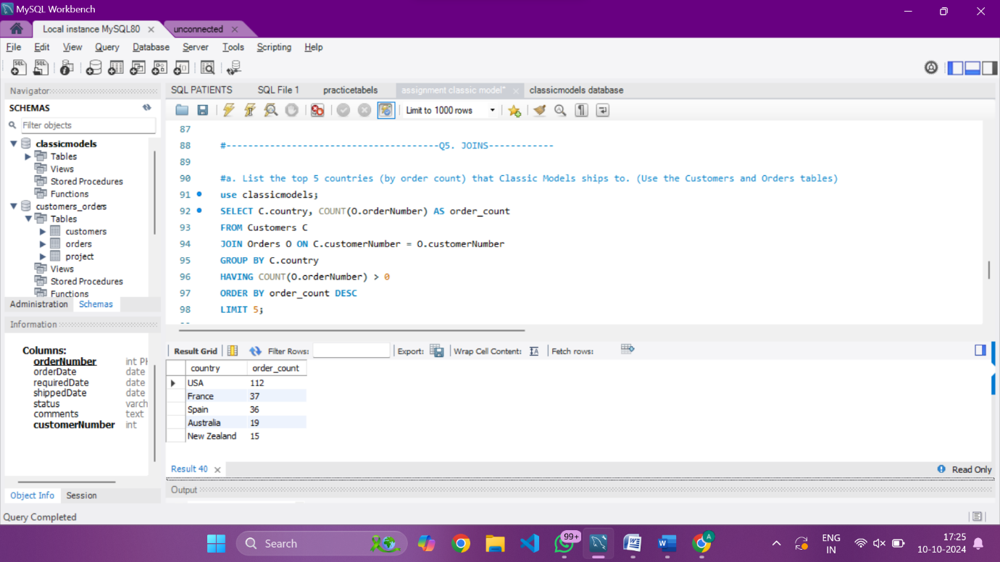 MySQL Workbench
Local instance MySQL80
unconnected
File Edit View Query Database Server Tools Scripting Help
Navigator
SCHEMAS
Filter objects
classicmodels
Tables
Views
Stored Procedures
Functions
customers_orders
Tables
customers
orders
project
Views
Stored Procedures
Functions
Administration Schemas
Information
Columns:
orderNumber int PK
orderDate date
requiredDate date
shippedDate date
status varch
comments text
customerNumber int
Object Info Session
Query Completed
SQL PATIENTS SQL File 1 practicetabels assignment classic model* classicmodels database
Limit to 1000 rows
87
88 #---------------------------------------Q5. JOINS------------
89
90 #a. List the top 5 countries (by order count) that Classic Models ships to. (Use the Customers and Orders tables)
91 use classicmodels;
92 SELECT C.country, COUNT(O.orderNumber) AS order_count
93 FROM Customers C
94 JOIN Orders O ON C.customerNumber = O.customerNumber
95 GROUP BY C.country
96 HAVING COUNT(O.orderNumber) > 0
97 ORDER BY order_count DESC
98 LIMIT 5;
Result Grid Filter Rows: Export: Wrap Cell Content: IA Fetch rows:
country order_count
USA 112
France 37
Spain 36
Australia 19
New Zealand 15
Result 40
Read Only
Output
Search
99+
A
ENG
IN
17:25
10-10-2024